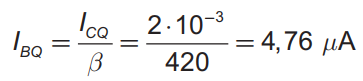 I_BQ = I_CQ / β = 2·10⁻³ / 420 = 4,76 μA